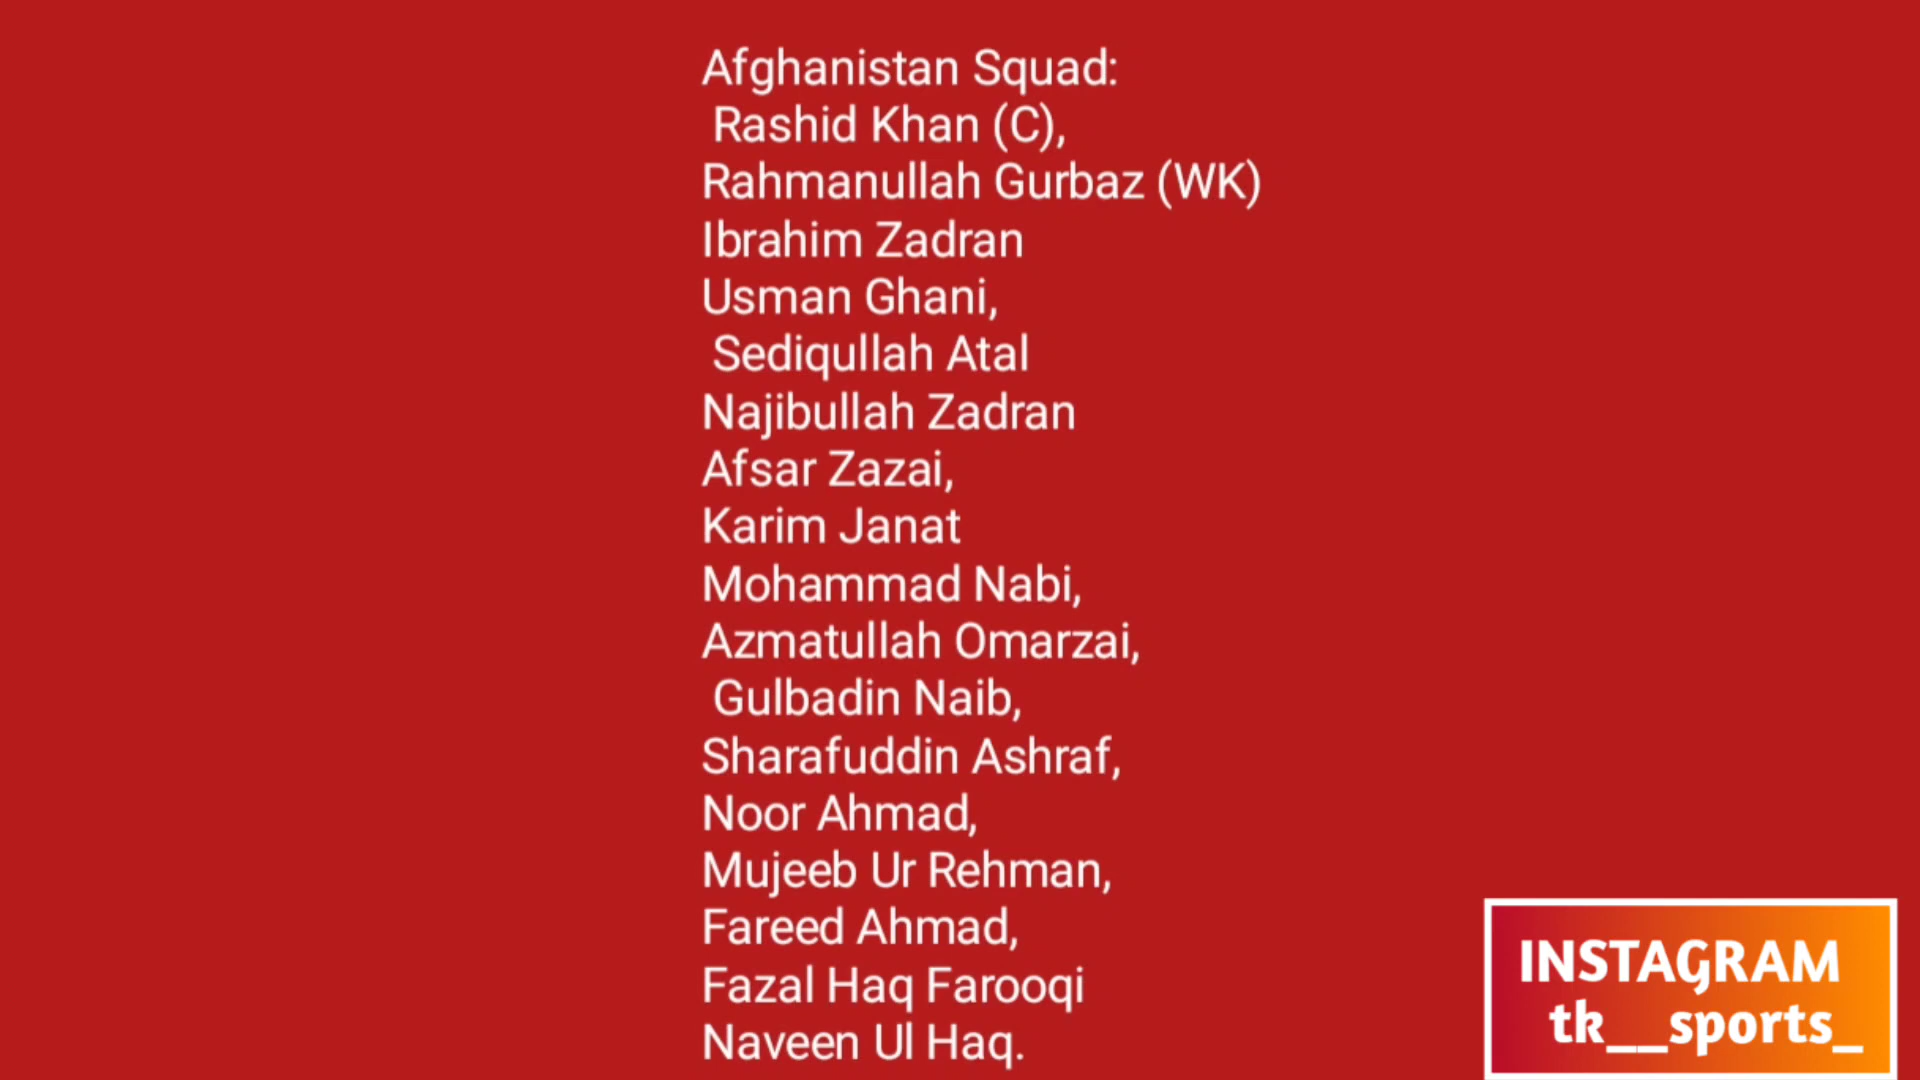 Afghanistan Squad:
Rashid Khan (C),
Rahmanullah Gurbaz (WK)
Ibrahim Zadran
Usman Ghani,
Sediqullah Atal
Najibullah Zadran
Afsar Zazai,
Karim Janat
Mohammad Nabi,
Azmatullah Omarzai,
Gulbadin Naib,
Sharafuddin Ashraf,
Noor Ahmad,
Mujeeb Ur Rehman,
Fareed Ahmad,
Fazal Haq Farooqi
Naveen Ul Haq.
INSTAGRAM
tk__sports_